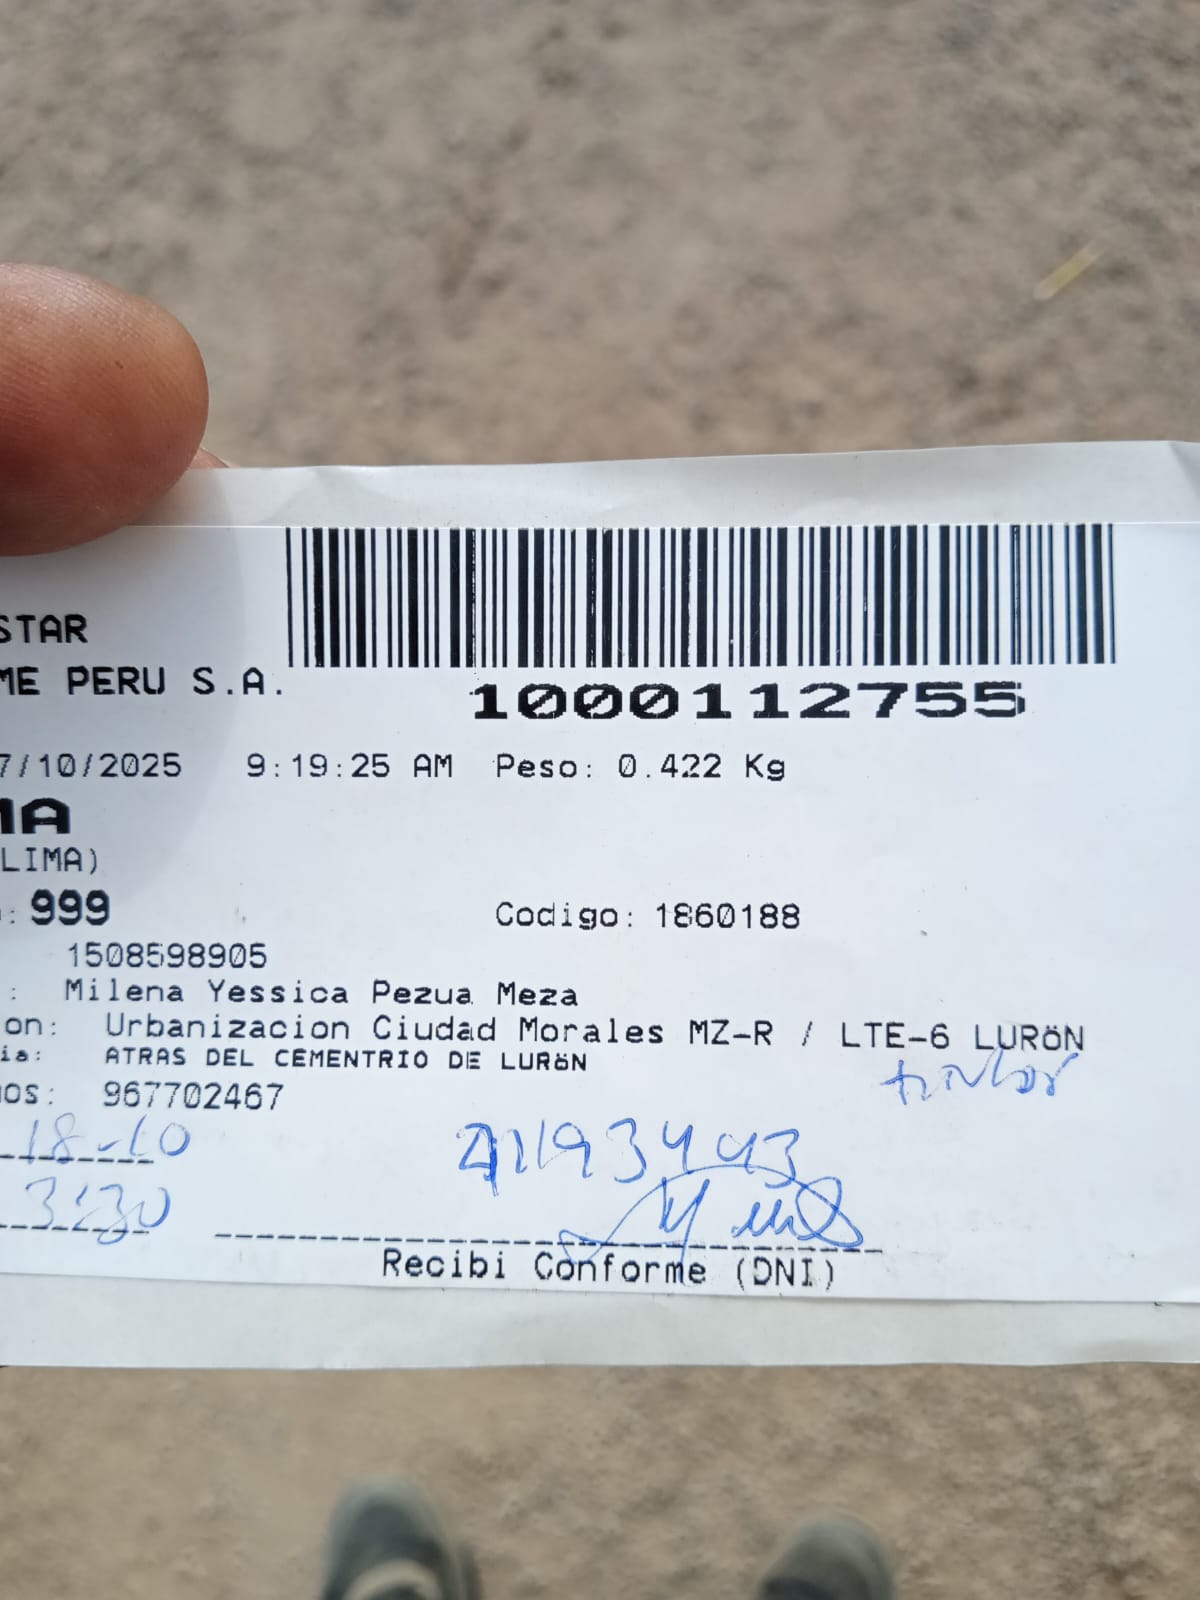 STAR
ME PERU S.A.
1000112755
7/10/2025 9:19:25 AM Peso: 0.422 Kg
MA
LIMA)
: 999 Codigo: 1860188
1508598905
: Milena Yessica Pezua Meza
on: Urbanizacion Ciudad Morales MZ-R / LTE-6 LURöN
ia: ATRAS DEL CEMENTRIO DE LURöN
os: 967702467
18-10
3:30
Recibi Conforme (DNI)